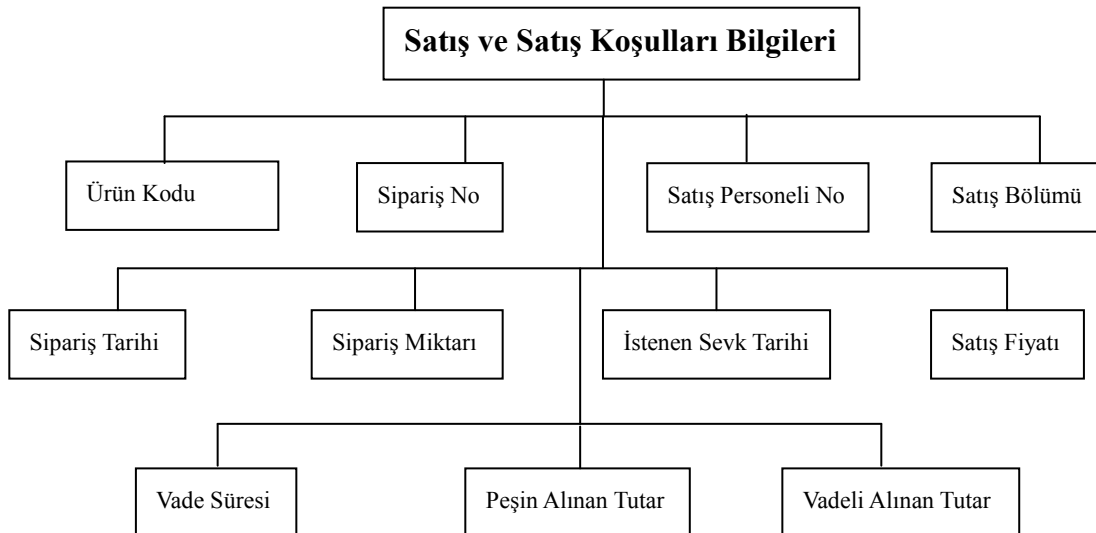 Satış ve Satış Koşulları Bilgileri
Ürün Kodu
Sipariş No
Satış Personeli No
Satış Bölümü
Sipariş Tarihi
Sipariş Miktarı
İstenen Sevk Tarihi
Satış Fiyatı
Vade Süresi
Peşin Alınan Tutar
Vadeli Alınan Tutar